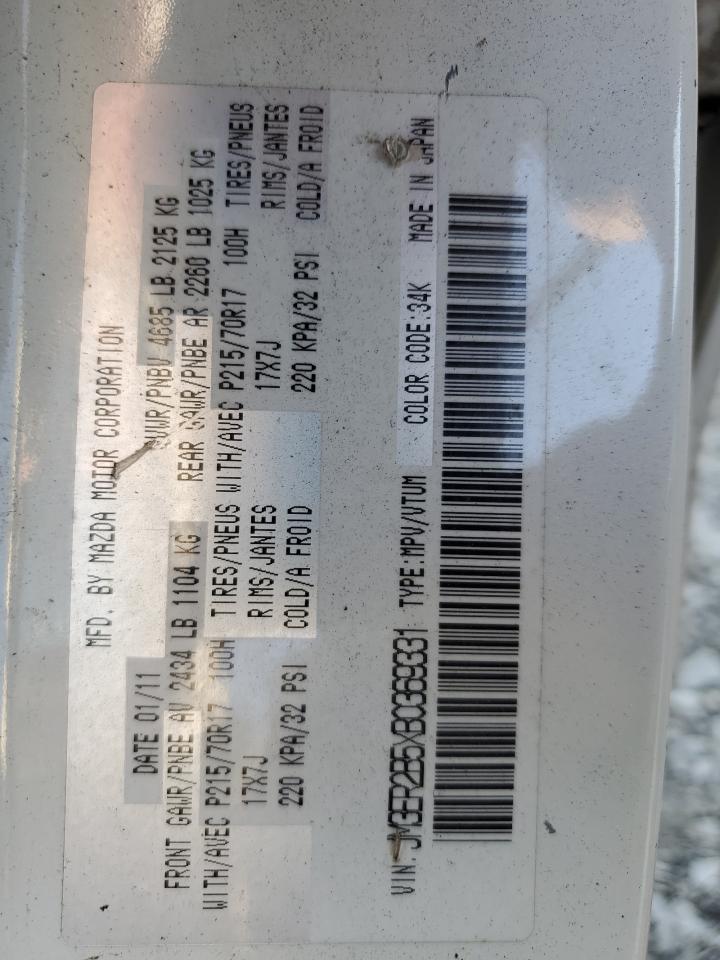 MFD. BY MAZDA MOTOR CORPORATION
DATE 01/11 GVWR/PNBV 4685 LB 2125 KG
FRONT GAWR/PNBE AV 2434 LB 1104 KG REAR GAWR/PNBE AR 2260 LB 1025 KG
WITH/AVEC P215/70R17 100H TIRES/PNEUS WITH/AVEC P215/70R17 100H TIRES/PNEUS
17X7J RIMS/JANTES 17X7J RIMS/JANTES
220 KPA/32 PSI COLD/A FROID 220 KPA/32 PSI COLD/A FROID
VIN: JM3ER2B5XB0369331 TYPE:MPV/VTUM COLOR CODE:34K MADE IN JAPAN